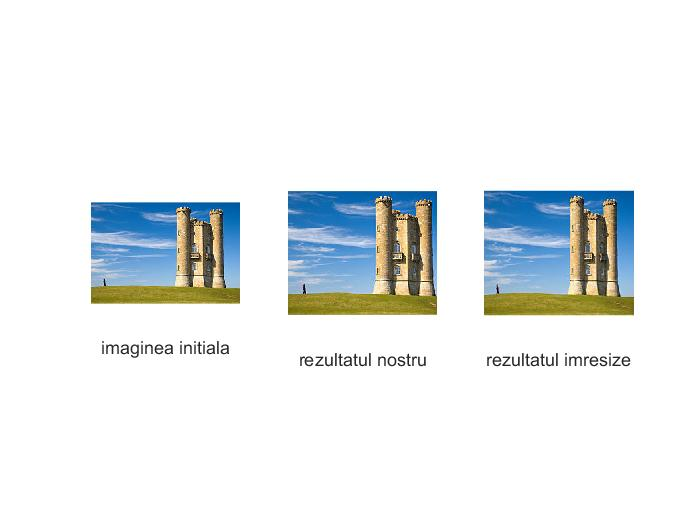 imaginea initiala
rezultatul nostru
rezultatul imresize